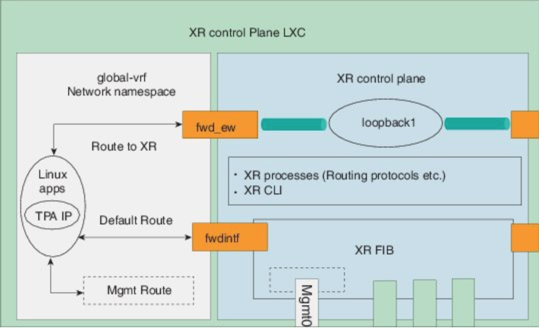 XR control Plane LXC
global-vrf
Network namespace
XR control plane
fwd_ew
loopback1
Route to XR
Linux
apps
TPA IP
• XR processes (Routing protocols etc.)
• XR CLI
Default Route
fwdintf
XR FIB
Mgmt Route
Mgmt0